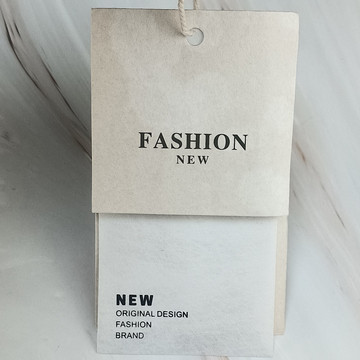 FASHION
NEW
NEW
ORIGINAL DESIGN
FASHION
BRAND